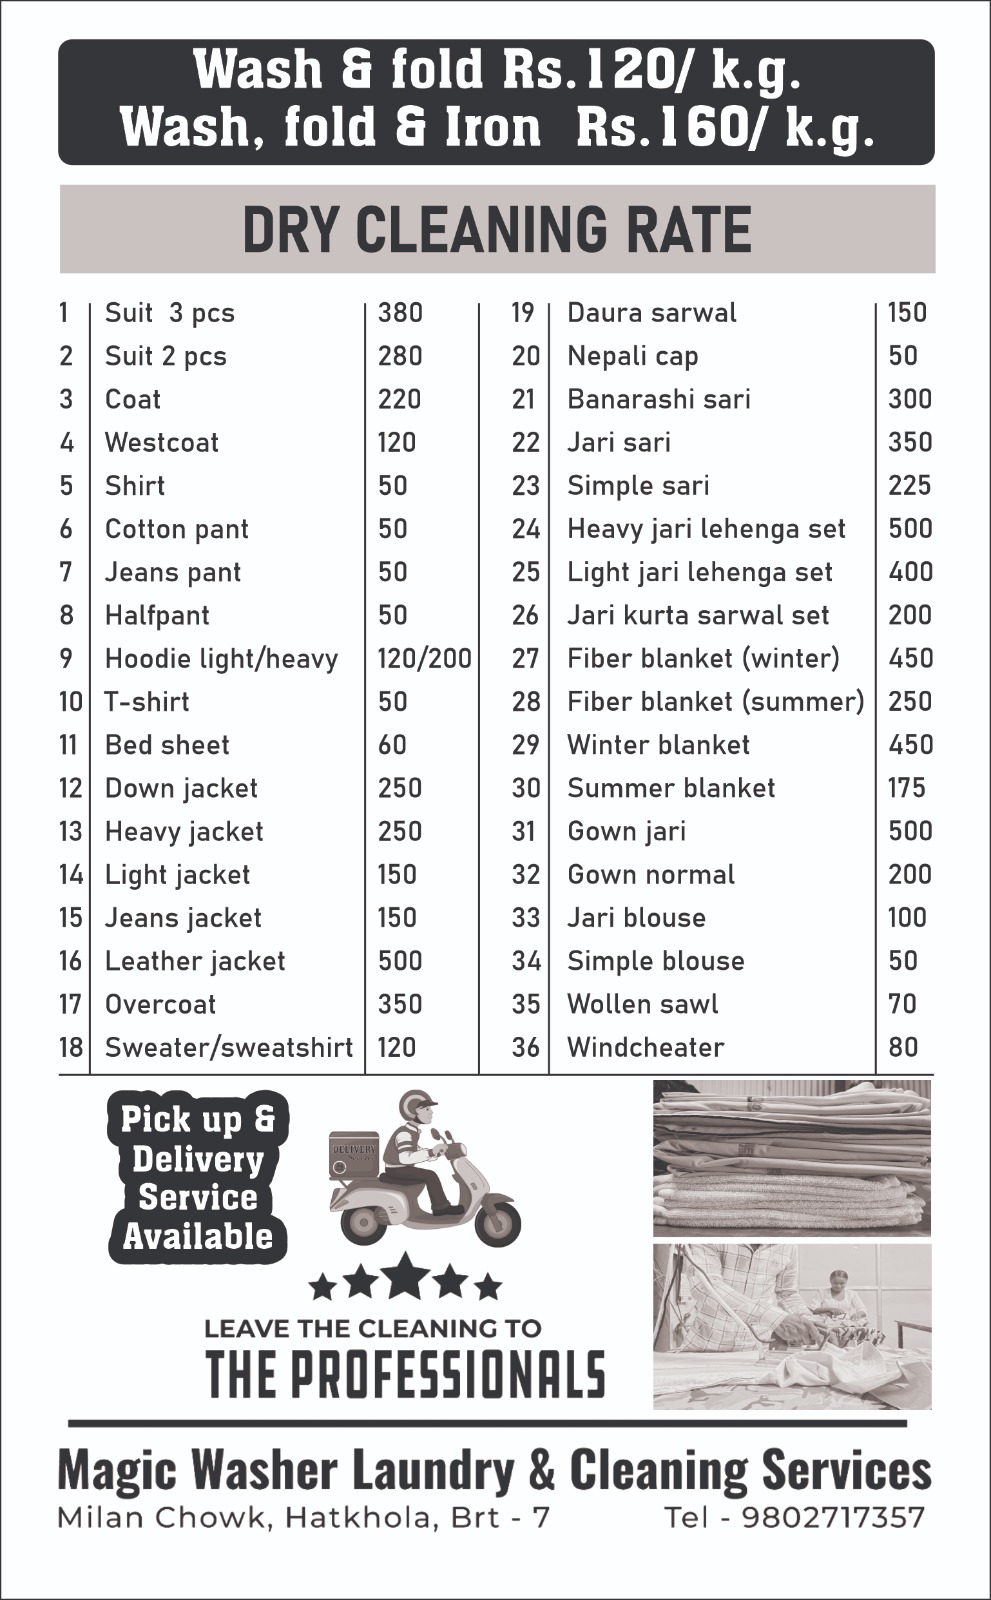 Wash & fold Rs.120/ k.g.
Wash, fold & Iron Rs.160/ k.g.
DRY CLEANING RATE
1 Suit 3 pcs 380
2 Suit 2 pcs 280
3 Coat 220
4 Westcoat 120
5 Shirt 50
6 Cotton pant 50
7 Jeans pant 50
8 Halfpant 50
9 Hoodie light/heavy 120/200
10 T-shirt 50
11 Bed sheet 60
12 Down jacket 250
13 Heavy jacket 250
14 Light jacket 150
15 Jeans jacket 150
16 Leather jacket 500
17 Overcoat 350
18 Sweater/sweatshirt 120
19 Daura sarwal 150
20 Nepali cap 50
21 Banarashi sari 300
22 Jari sari 350
23 Simple sari 225
24 Heavy jari lehenga set 500
25 Light jari lehenga set 400
26 Jari kurta sarwal set 200
27 Fiber blanket (winter) 450
28 Fiber blanket (summer) 250
29 Winter blanket 450
30 Summer blanket 175
31 Gown jari 500
32 Gown normal 200
33 Jari blouse 100
34 Simple blouse 50
35 Wollen sawl 70
36 Windcheater 80
Pick up &
Delivery
Service
Available
DELIVERY
LEAVE THE CLEANING TO
THE PROFESSIONALS
Magic Washer Laundry & Cleaning Services
Milan Chowk, Hatkhola, Brt - 7 Tel - 9802717357